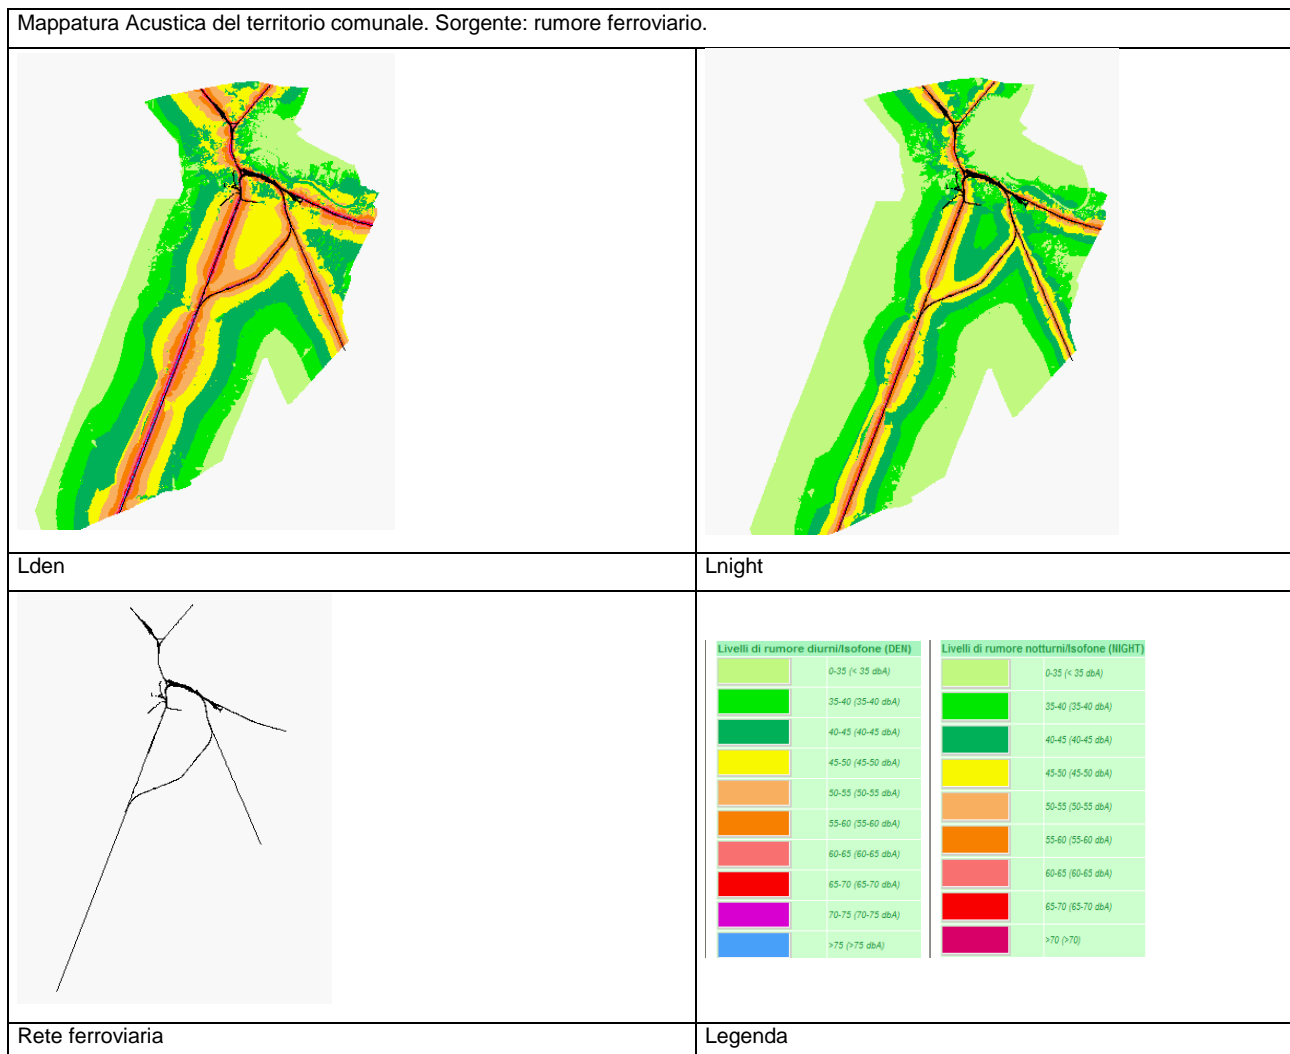 Mappatura Acustica del territorio comunale. Sorgente: rumore ferroviario.
Lden
Lnight
Livelli di rumore diurni/Isofone (DEN)
0-35 (< 35 dbA)
35-40 (35-40 dbA)
40-45 (40-45 dbA)
45-50 (45-50 dbA)
50-55 (50-55 dbA)
55-60 (55-60 dbA)
60-65 (60-65 dbA)
65-70 (65-70 dbA)
70-75 (70-75 dbA)
>75 (>75 dbA)
Livelli di rumore notturni/Isofone (NIGHT)
0-35 (< 35 dbA)
35-40 (35-40 dbA)
40-45 (40-45 dbA)
45-50 (45-50 dbA)
50-55 (50-55 dbA)
55-60 (55-60 dbA)
60-65 (60-65 dbA)
65-70 (65-70 dbA)
>70 (>70)
Rete ferroviaria
Legenda